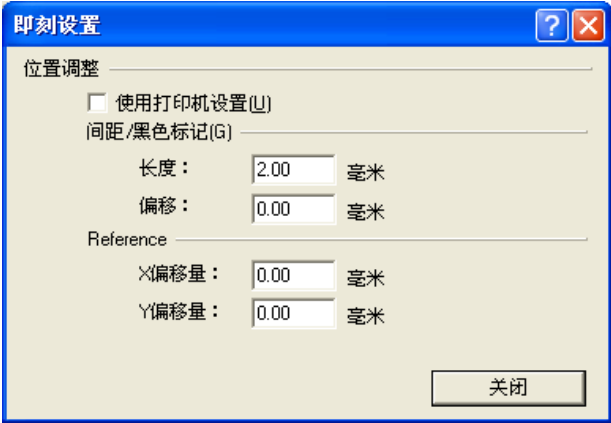 即刻设置
位置调整
使用打印机设置(U)
间距/黑色标记(G)
长度： 2.00 毫米
偏移： 0.00 毫米
Reference
X偏移量： 0.00 毫米
Y偏移量： 0.00 毫米
关闭